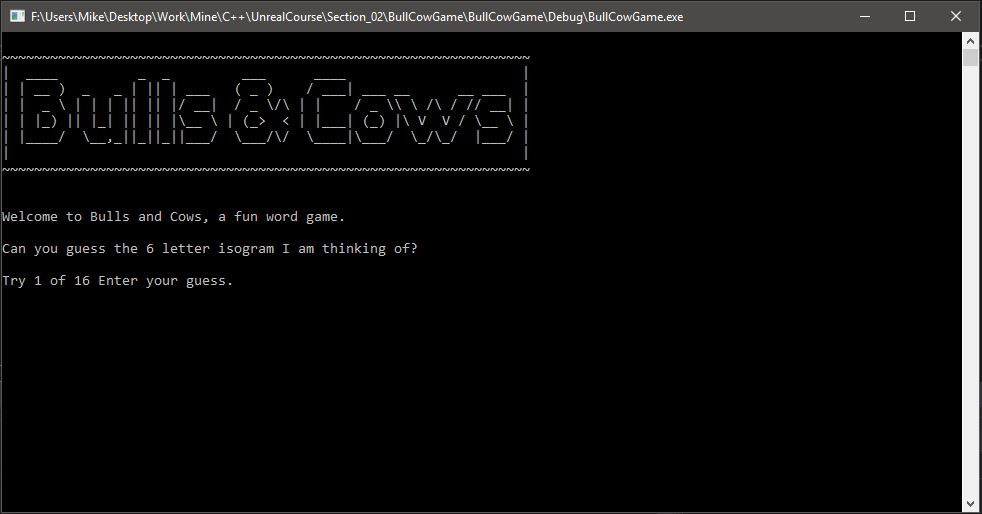 F:\Users\Mike\Desktop\Work\Mine\C++\UnrealCourse\Section_02\BullCowGame\BullCowGame\Debug\BullCowGame.exe
Bulls & Cows
Welcome to Bulls and Cows, a fun word game.
Can you guess the 6 letter isogram I am thinking of?
Try 1 of 16 Enter your guess.